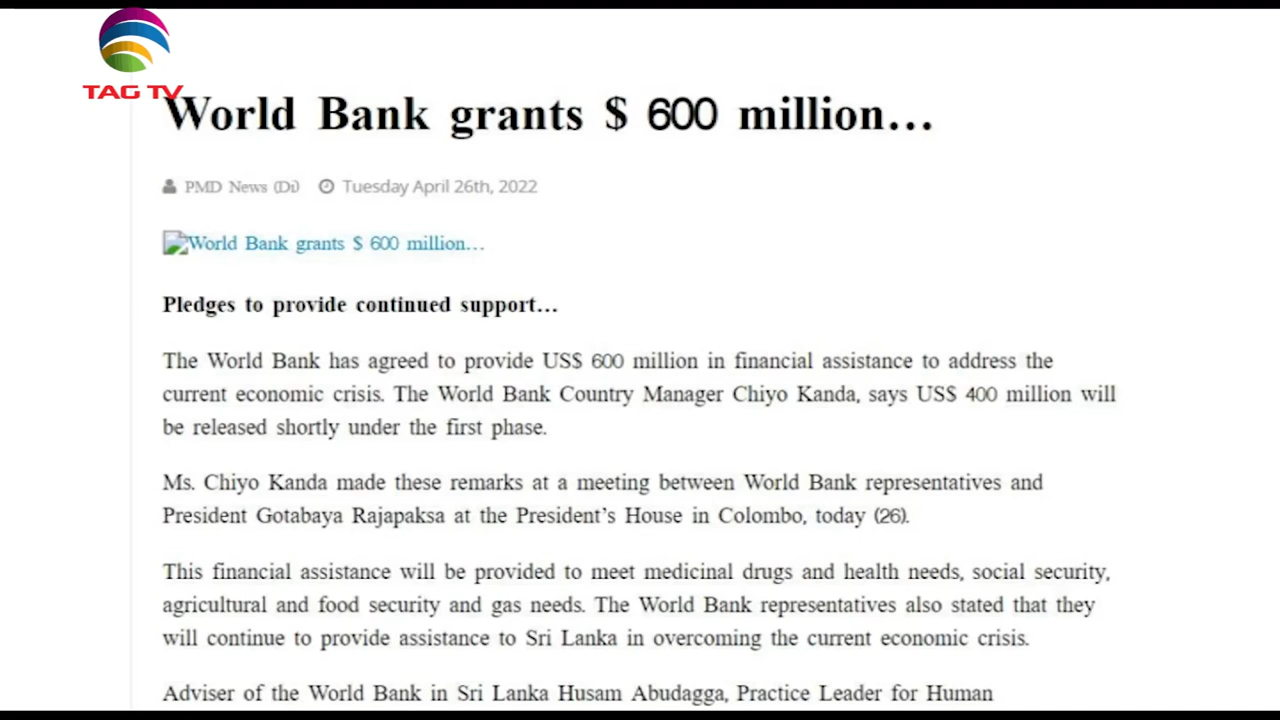 TAG TV
World Bank grants $ 600 million...
PMD News (Di) Tuesday April 26th, 2022
World Bank grants $ 600 million...
Pledges to provide continued support...
The World Bank has agreed to provide US$ 600 million in financial assistance to address the
current economic crisis. The World Bank Country Manager Chiyo Kanda, says US$ 400 million will
be released shortly under the first phase.
Ms. Chiyo Kanda made these remarks at a meeting between World Bank representatives and
President Gotabaya Rajapaksa at the President's House in Colombo, today (26).
This financial assistance will be provided to meet medicinal drugs and health needs, social security,
agricultural and food security and gas needs. The World Bank representatives also stated that they
will continue to provide assistance to Sri Lanka in overcoming the current economic crisis.
Adviser of the World Bank in Sri Lanka Husam Abudagga, Practice Leader for Human